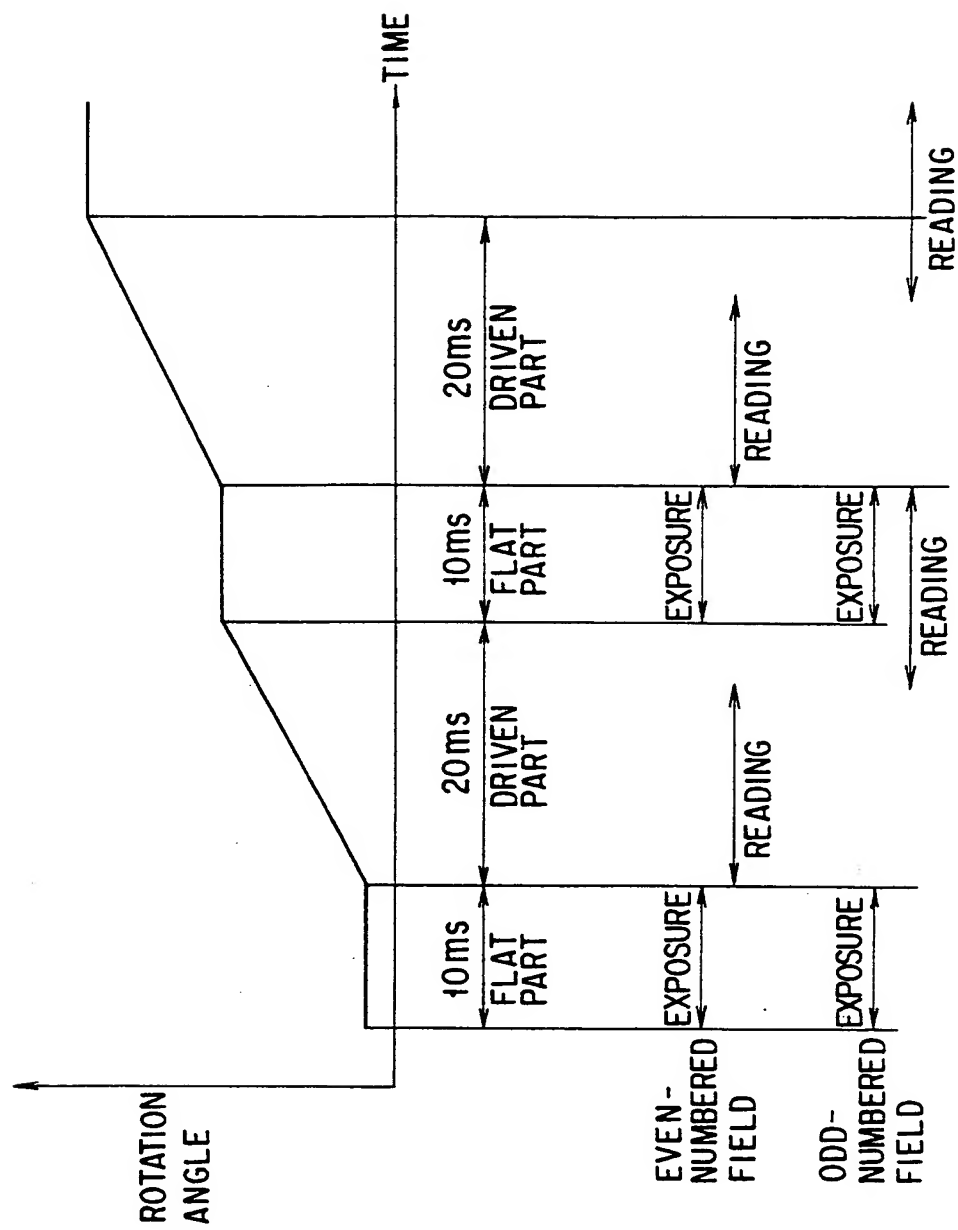 ROTATION
ANGLE
TIME
10ms
FLAT
PART
20ms
DRIVEN
PART
10ms
FLAT
PART
20ms
DRIVEN
PART
EVEN-
NUMBERED
FIELD
EXPOSURE
READING
EXPOSURE
READING
ODD-
NUMBERED
FIELD
EXPOSURE
READING
EXPOSURE
READING